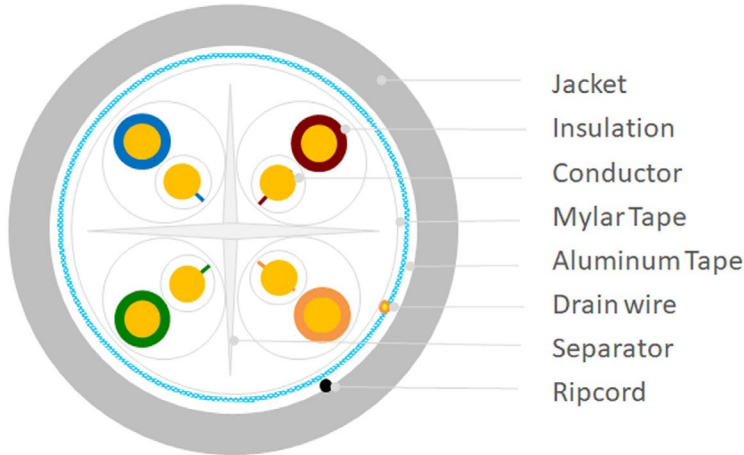 Jacket
Insulation
Conductor
Mylar Tape
Aluminum Tape
Drain wire
Separator
Ripcord